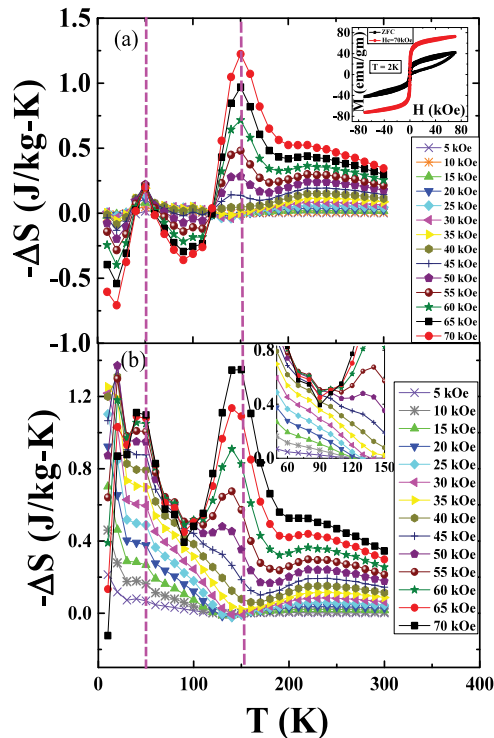 (a)
1.5
1.0
0.5
0.0
-0.5
-1.0
-ΔS (J/kg-K)
ZFC
Hc=70kOe
T = 2K
M (emu/gm)
80
40
0
-40
-80
-80 -40 0 40 80
H (kOe)
5 kOe
10 kOe
15 kOe
20 kOe
25 kOe
30 kOe
35 kOe
40 kOe
45 kOe
50 kOe
55 kOe
60 kOe
65 kOe
70 kOe
(b)
1.2
0.8
0.4
0.0
-ΔS (J/kg-K)
0.8
0.4
0.0
60 90 120 150
5 kOe
10 kOe
15 kOe
20 kOe
25 kOe
30 kOe
35 kOe
40 kOe
45 kOe
50 kOe
55 kOe
60 kOe
65 kOe
70 kOe
0 100 200 300 400
T (K)